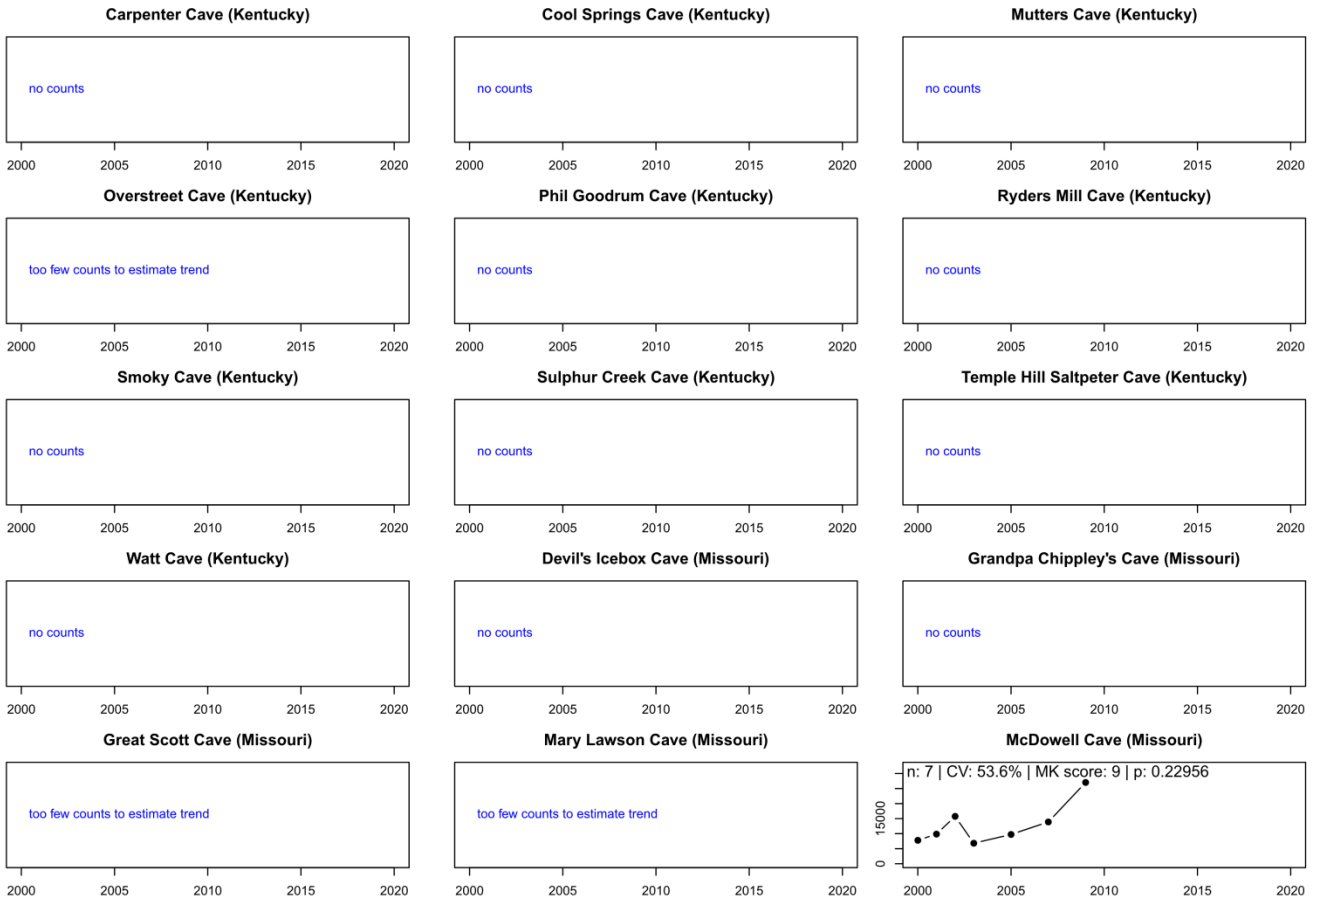 Carpenter Cave (Kentucky)
Cool Springs Cave (Kentucky)
Mutters Cave (Kentucky)
no counts
no counts
no counts
2000 2005 2010 2015 2020
2000 2005 2010 2015 2020
2000 2005 2010 2015 2020
Overstreet Cave (Kentucky)
Phil Goodrum Cave (Kentucky)
Ryders Mill Cave (Kentucky)
too few counts to estimate trend
no counts
no counts
2000 2005 2010 2015 2020
2000 2005 2010 2015 2020
2000 2005 2010 2015 2020
Smoky Cave (Kentucky)
Sulphur Creek Cave (Kentucky)
Temple Hill Saltpeter Cave (Kentucky)
no counts
no counts
no counts
2000 2005 2010 2015 2020
2000 2005 2010 2015 2020
2000 2005 2010 2015 2020
Watt Cave (Kentucky)
Devil's Icebox Cave (Missouri)
Grandpa Chippley's Cave (Missouri)
no counts
no counts
no counts
2000 2005 2010 2015 2020
2000 2005 2010 2015 2020
2000 2005 2010 2015 2020
Great Scott Cave (Missouri)
Mary Lawson Cave (Missouri)
McDowell Cave (Missouri)
too few counts to estimate trend
too few counts to estimate trend
n: 7 | CV: 53.6% | MK score: 9 | p: 0.22956
15000
0
2000 2005 2010 2015 2020
2000 2005 2010 2015 2020
2000 2005 2010 2015 2020